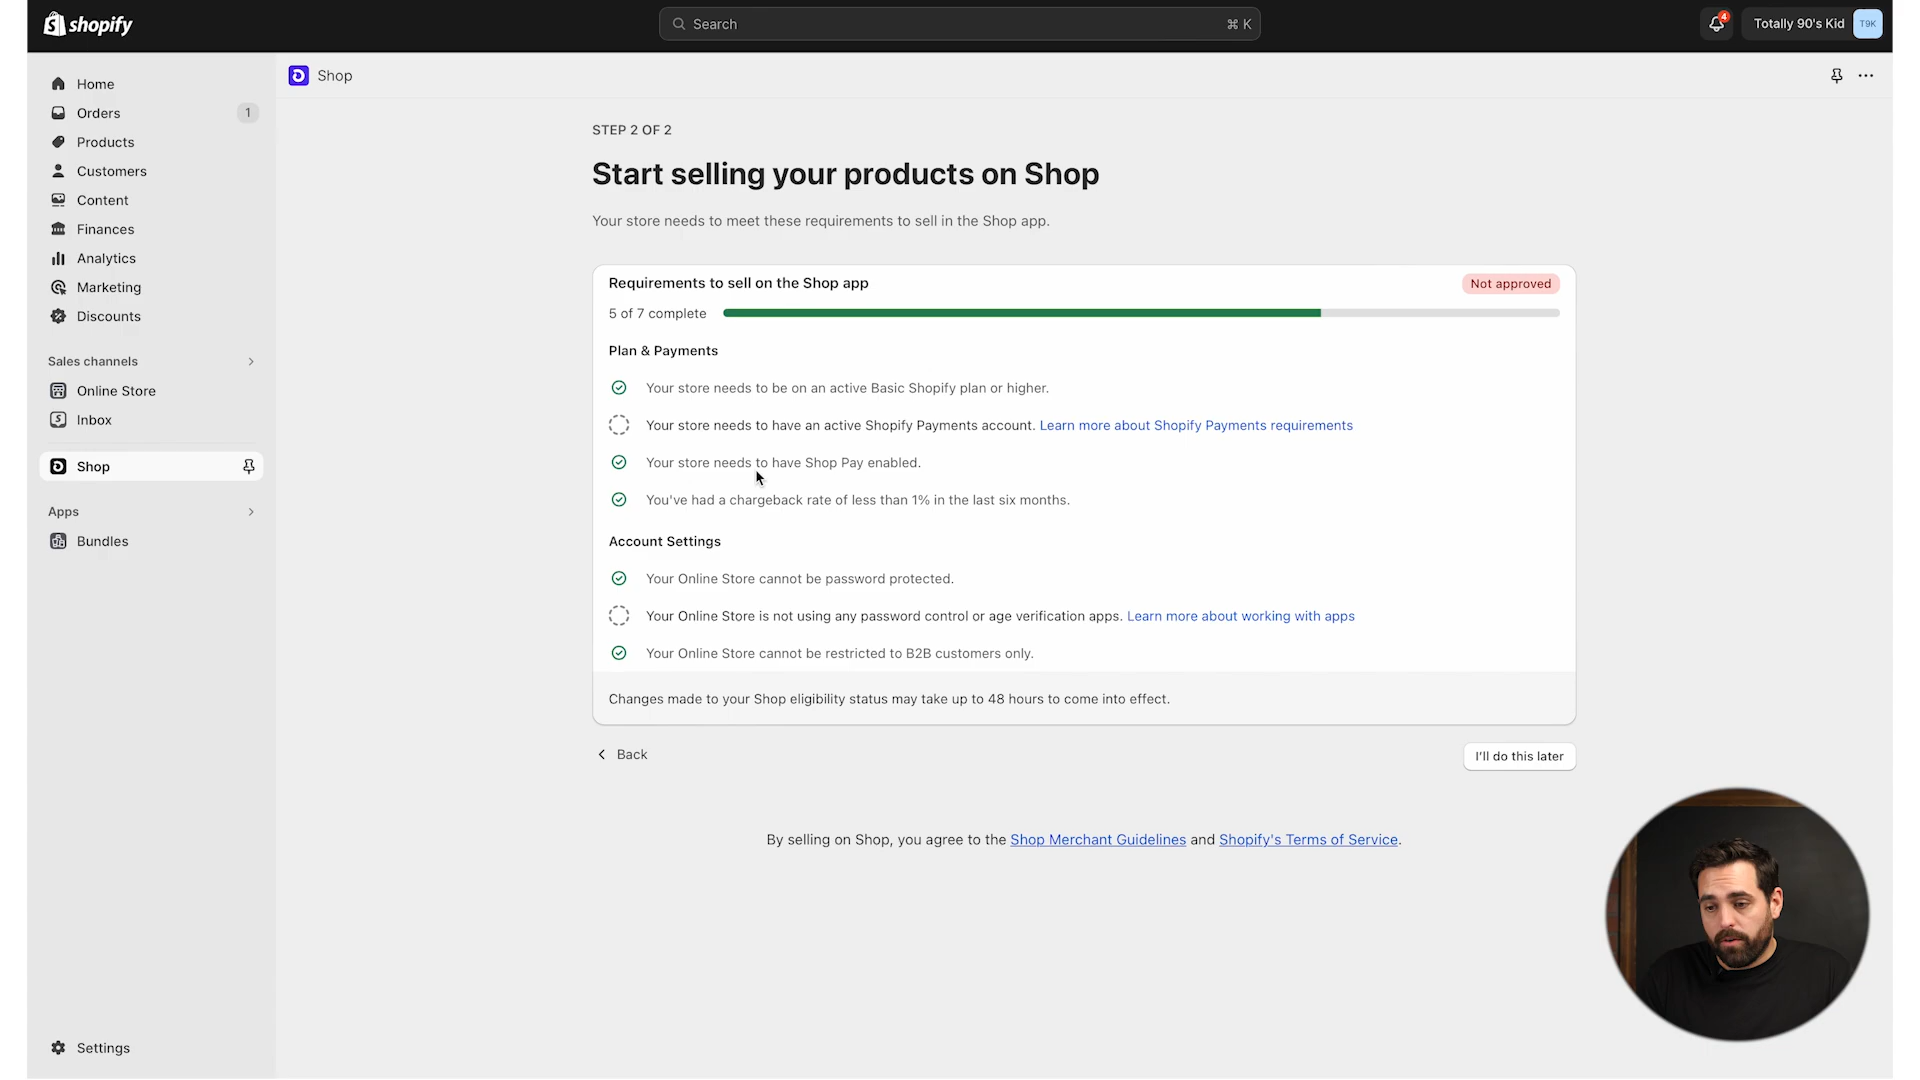 shopify
Search
⌘ K
4
Totally 90's Kid
T9K
Home
Orders
1
Products
Customers
Content
Finances
Analytics
Marketing
Discounts
Sales channels
Online Store
Inbox
Shop
Apps
Bundles
Settings
Shop
STEP 2 OF 2
Start selling your products on Shop
Your store needs to meet these requirements to sell in the Shop app.
Requirements to sell on the Shop app
Not approved
5 of 7 complete
Plan & Payments
Your store needs to be on an active Basic Shopify plan or higher.
Your store needs to have an active Shopify Payments account. Learn more about Shopify Payments requirements
Your store needs to have Shop Pay enabled.
You've had a chargeback rate of less than 1% in the last six months.
Account Settings
Your Online Store cannot be password protected.
Your Online Store is not using any password control or age verification apps. Learn more about working with apps
Your Online Store cannot be restricted to B2B customers only.
Changes made to your Shop eligibility status may take up to 48 hours to come into effect.
Back
I'll do this later
By selling on Shop, you agree to the Shop Merchant Guidelines and Shopify's Terms of Service.